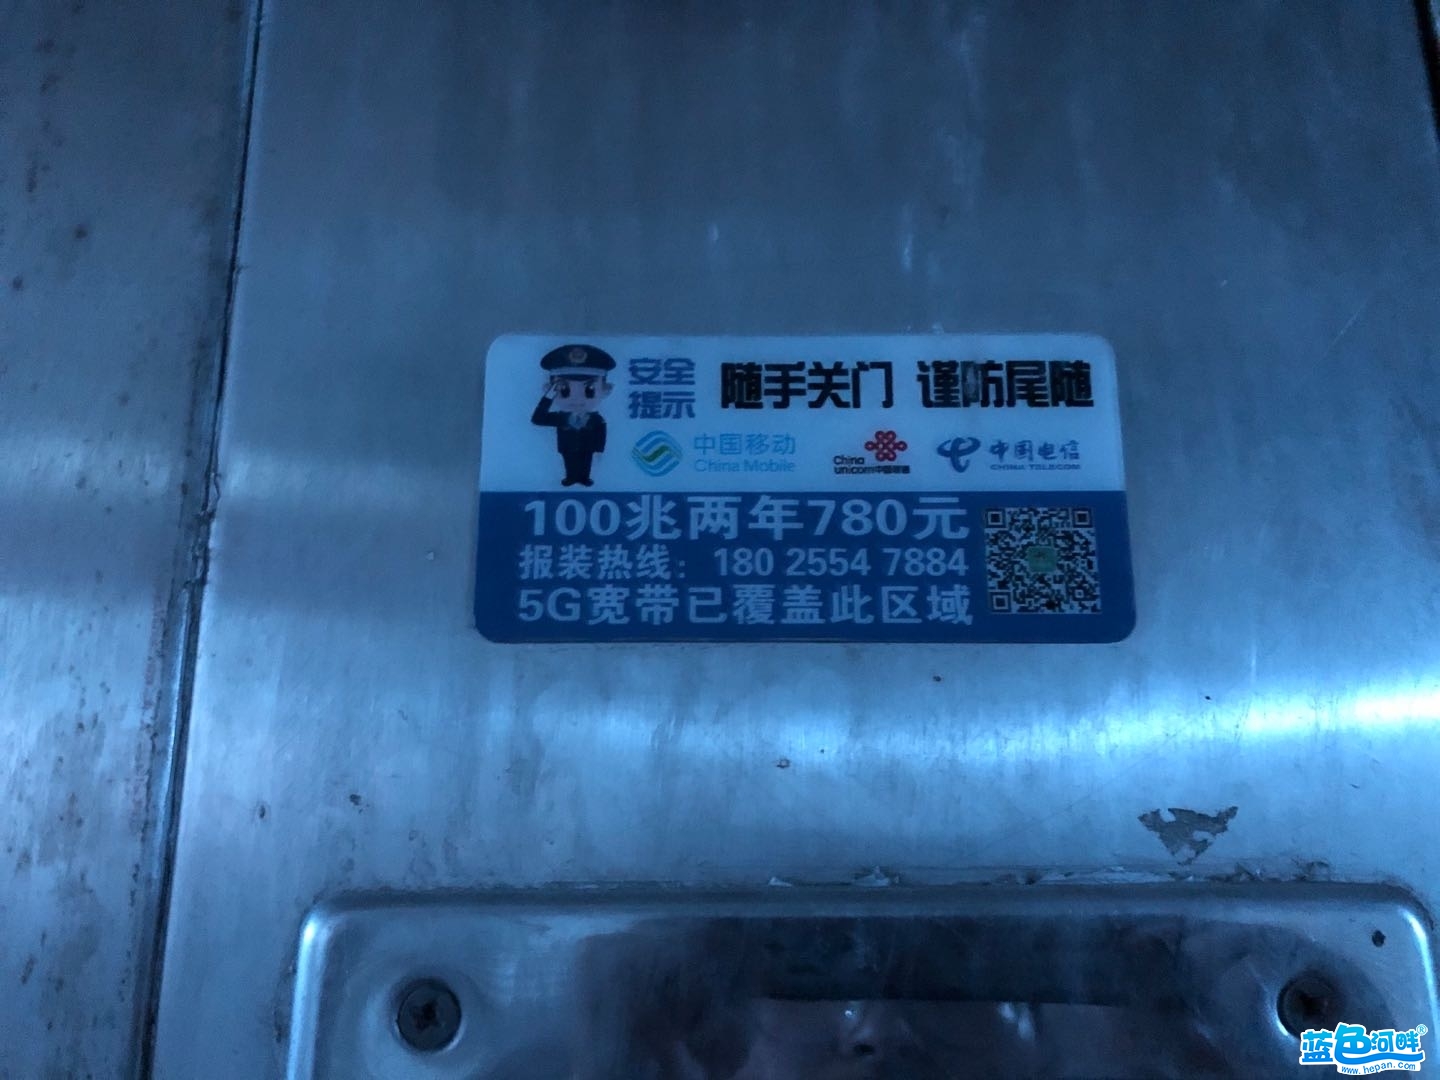 安全
提示
随手关门 谨防尾随
中国移动
China Mobile
China
unicom中国联通
中国电信
CHINA TELECOM
100兆两年780元
报装热线：180 2554 7884
5G宽带已覆盖此区域
蓝色河畔®
www.hepan.com